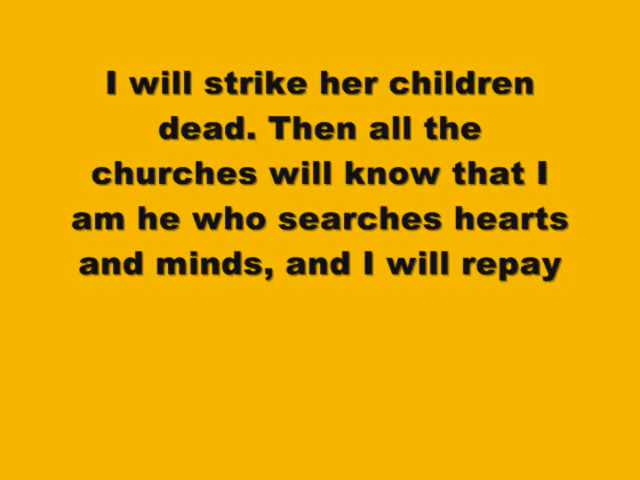 I will strike her children
dead. Then all the
churches will know that I
am he who searches hearts
and minds, and I will repay